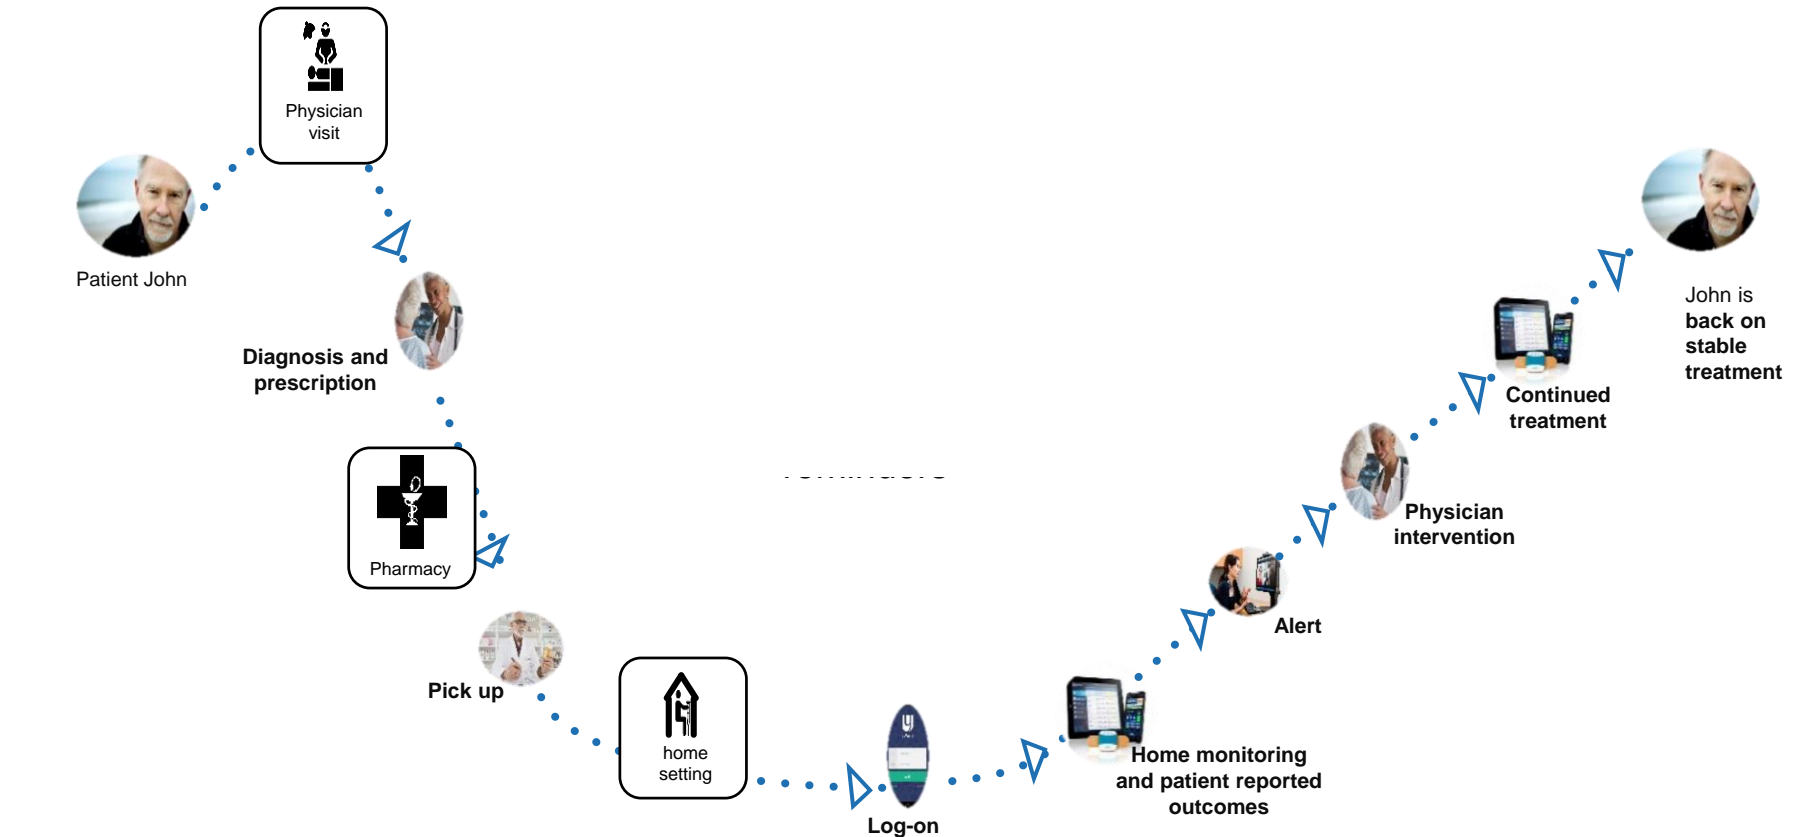 Physician
visit
Patient John
Diagnosis and
prescription
Pharmacy
Pick up
home
setting
Log-on
Home monitoring
and patient reported
outcomes
Alert
Physician
intervention
Continued
treatment
John is
back on
stable
treatment